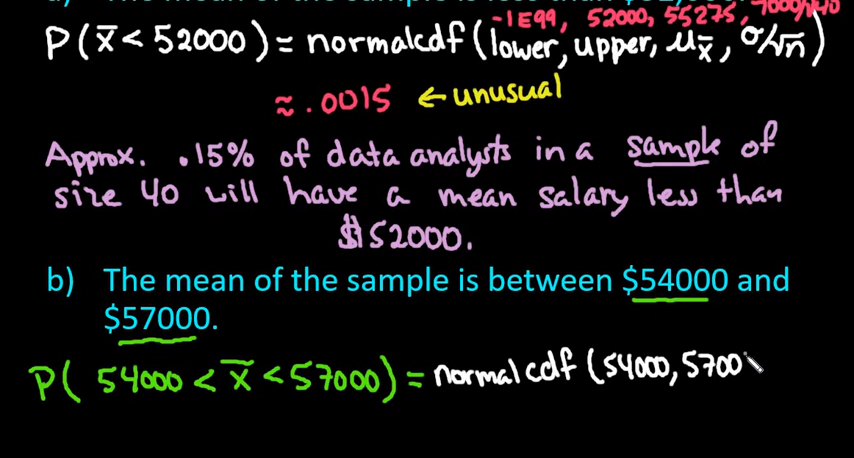 -1E99, 52000, 55275, 7000/√40
P(x̄ < 52000) = normalcdf (lower, upper, μx̄, σ/√n)
≈ .0015 ← unusual
Approx. .15% of data analysts in a sample of
size 40 will have a mean salary less than
$52000.
b) The mean of the sample is between $54000 and
$57000.
P( 54000 < x̄ < 57000) = normalcdf (54000, 5700